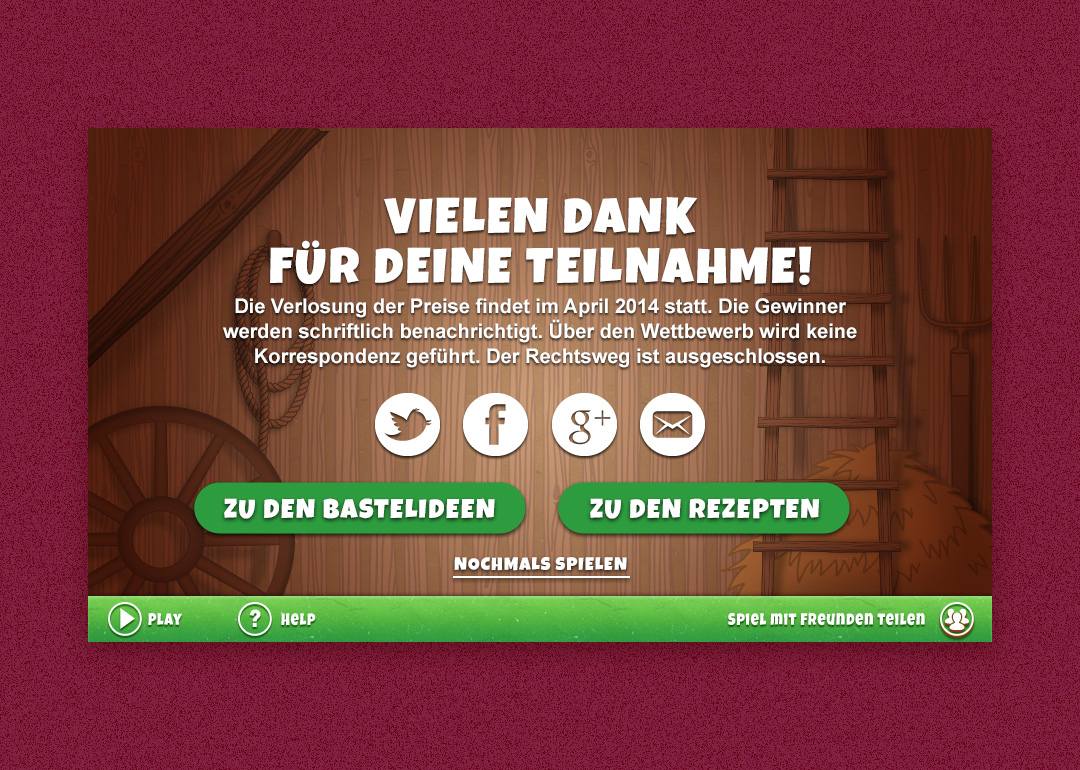 VIELEN DANK
FÜR DEINE TEILNAHME!
Die Verlosung der Preise findet im April 2014 statt. Die Gewinner
werden schriftlich benachrichtigt. Über den Wettbewerb wird keine
Korrespondenz geführt. Der Rechtsweg ist ausgeschlossen.
f g+
ZU DEN BASTELIDEEN ZU DEN REZEPTEN
NOCHMALS SPIELEN
PLAY ? HELP SPIEL MIT FREUNDEN TEILEN